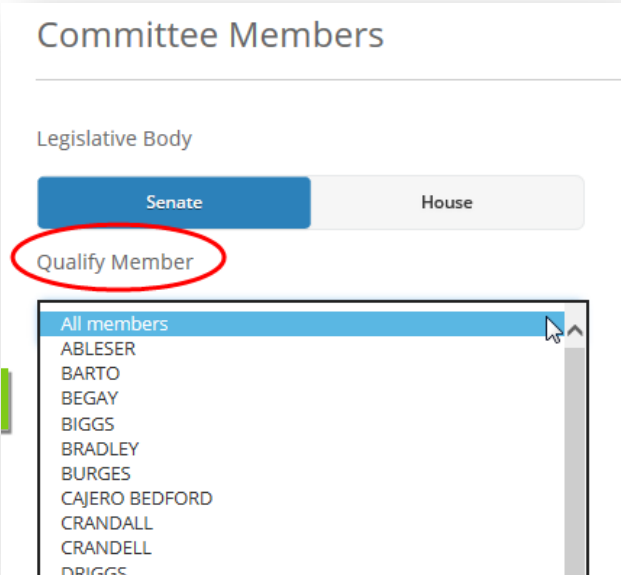 Committee Members
Legislative Body
Senate House
Qualify Member
All members
ABLESER
BARTO
BEGAY
BIGGS
BRADLEY
BURGES
CAJERO BEDFORD
CRANDALL
CRANDELL
DRIGGS